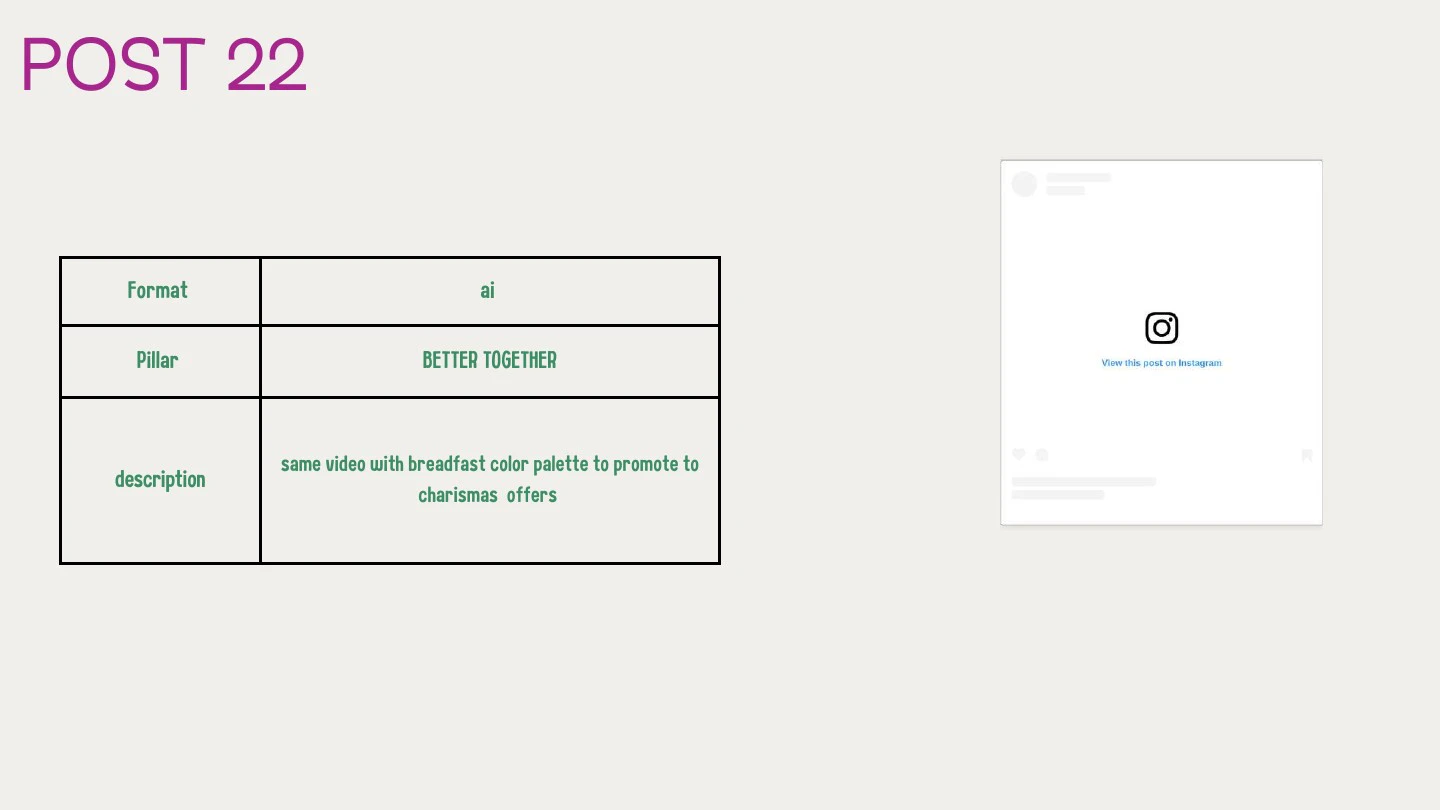 POST 22
Format
ai
Pillar
BETTER TOGETHER
description
same video with breadfast color palette to promote to
charismas offers
View this post on Instagram